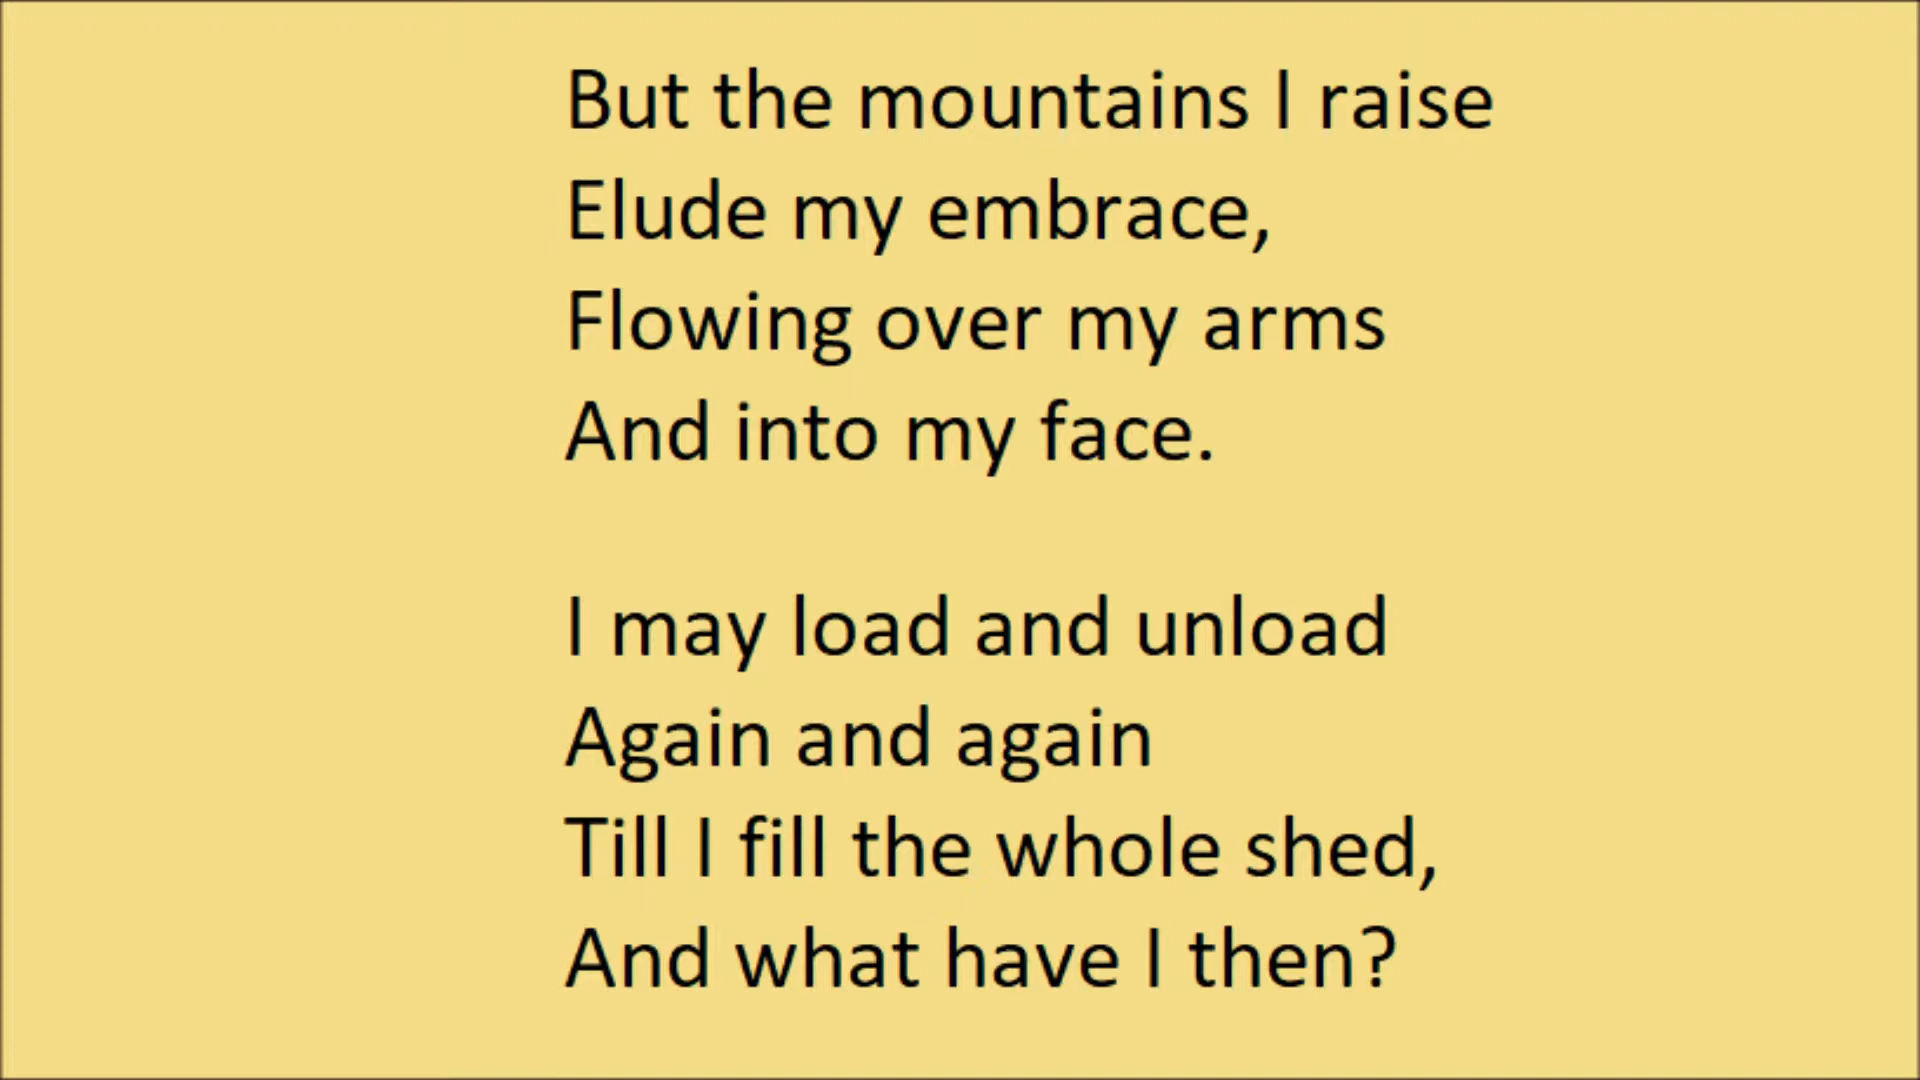 But the mountains I raise
Elude my embrace,
Flowing over my arms
And into my face.
I may load and unload
Again and again
Till I fill the whole shed,
And what have I then?